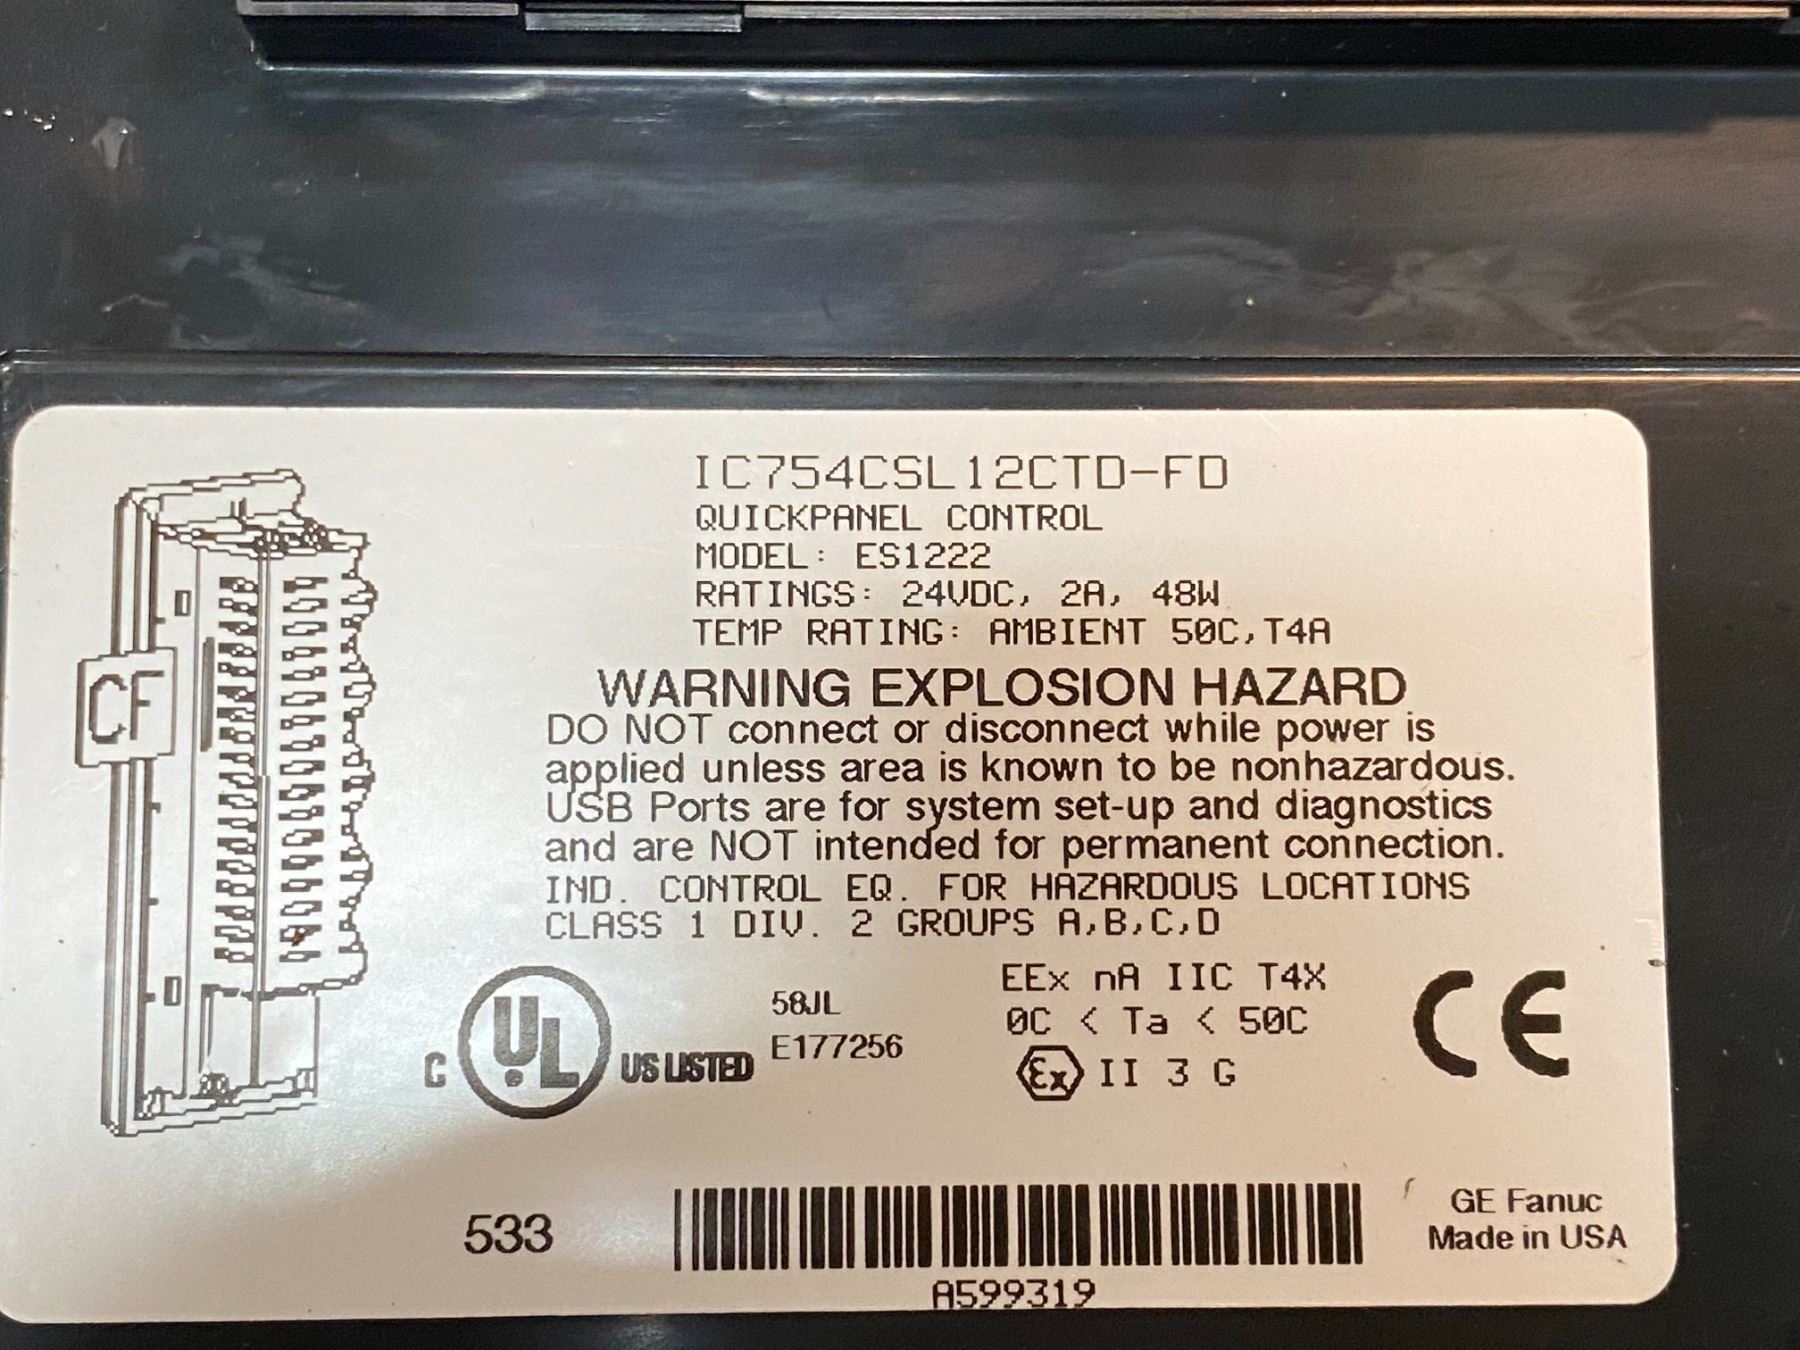 IC754CSL12CTD-FD
QUICKPANEL CONTROL
MODEL: ES1222
RATINGS: 24VDC, 2A, 48W
TEMP RATING: AMBIENT 50C,T4A
WARNING EXPLOSION HAZARD
DO NOT connect or disconnect while power is
applied unless area is known to be nonhazardous.
USB Ports are for system set-up and diagnostics
and are NOT intended for permanent connection.
IND. CONTROL EQ. FOR HAZARDOUS LOCATIONS
CLASS 1 DIV. 2 GROUPS A,B,C,D
CF
C UL US LISTED
58JL
E177256
EEx nA IIC T4X
0C < Ta < 50C
Ex II 3 G
CE
533
A599319
GE Fanuc
Made in USA